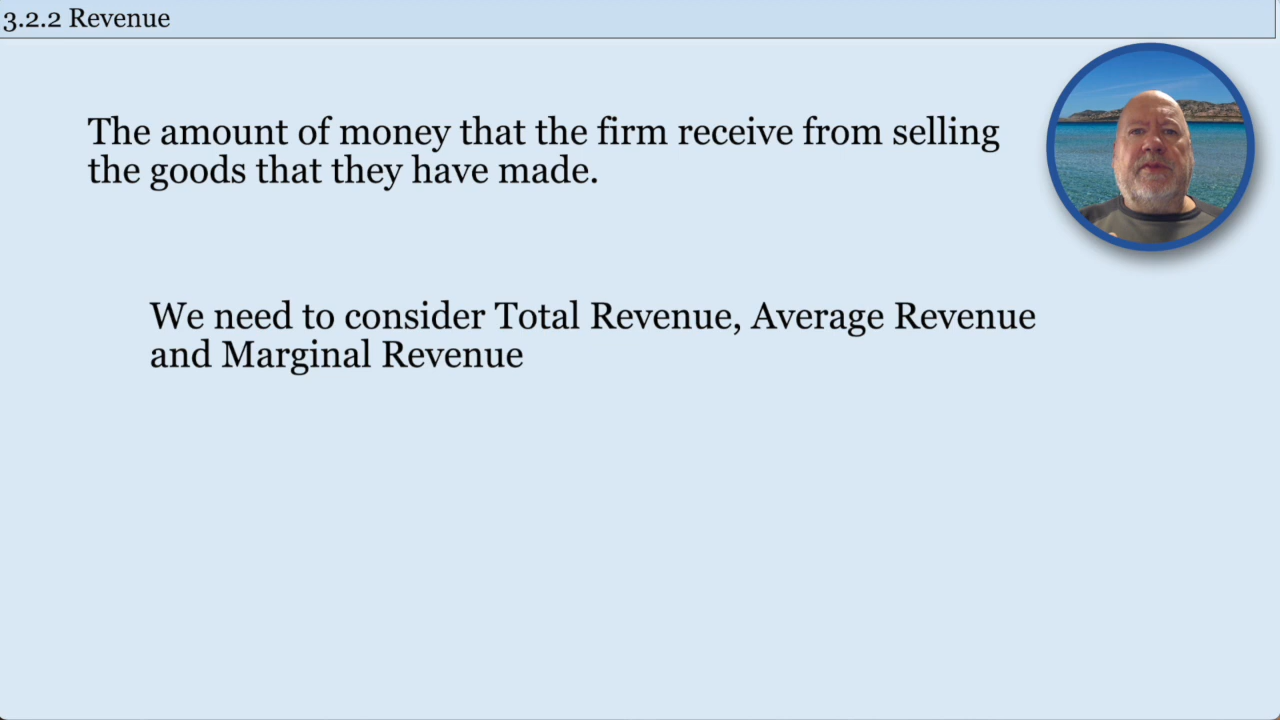 3.2.2 Revenue
The amount of money that the firm receive from selling
the goods that they have made.
We need to consider Total Revenue, Average Revenue
and Marginal Revenue